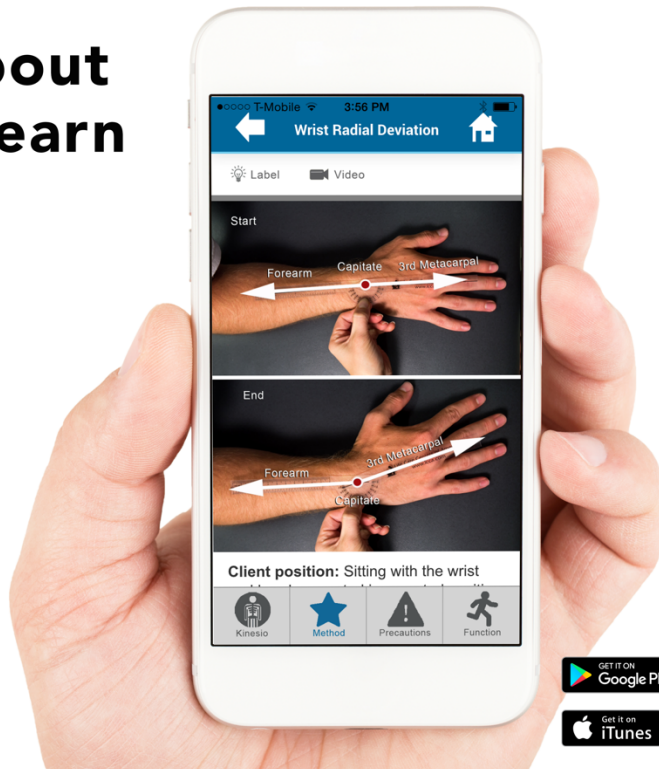 bout
earn
T-Mobile 3:56 PM
Wrist Radial Deviation
Label Video
Start
Forearm Capitate 3rd Metacarpal
End
Forearm 3rd Metacarpal
Capitate
Client position: Sitting with the wrist
Kinesio Method Precautions Function
GET IT ON
Google Pl
Get it on
iTunes